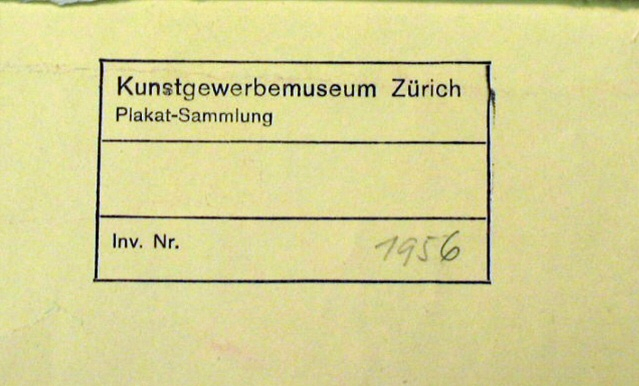 Kunstgewerbemuseum Zürich
Plakat-Sammlung
Inv. Nr. 1956